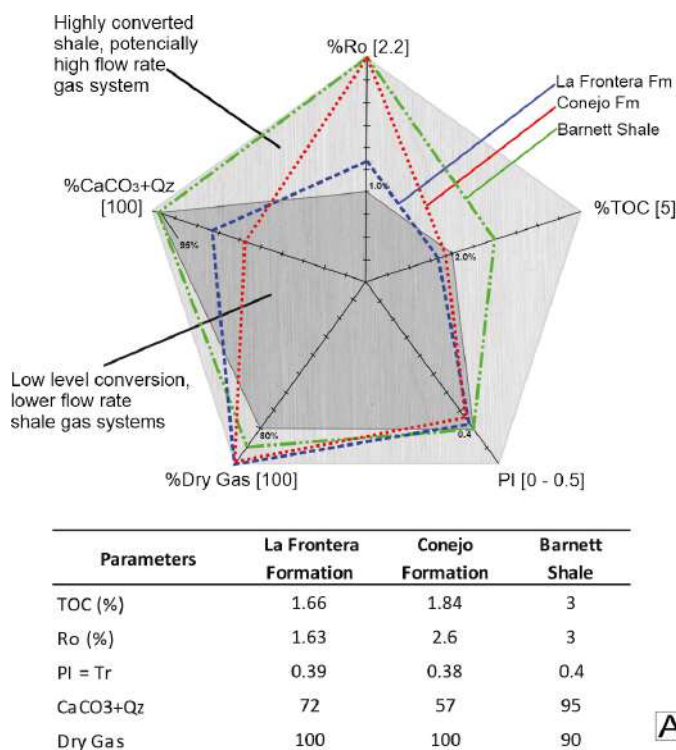 Highly converted
shale, potencially
high flow rate
gas system
%Ro [2.2]
La Frontera Fm
Conejo Fm
Barnett Shale
%CaCO₃+Qz
[100]
%TOC [5]
1.0%
95%
2.0%
Low level conversion,
lower flow rate
shale gas systems
80%
0.4
%Dry Gas [100]
PI [0 - 0.5]
Parameters La Frontera Formation Conejo Formation Barnett Shale
TOC (%) 1.66 1.84 3
Ro (%) 1.63 2.6 3
PI = Tr 0.39 0.38 0.4
CaCO3+Qz 72 57 95
Dry Gas 100 100 90
A